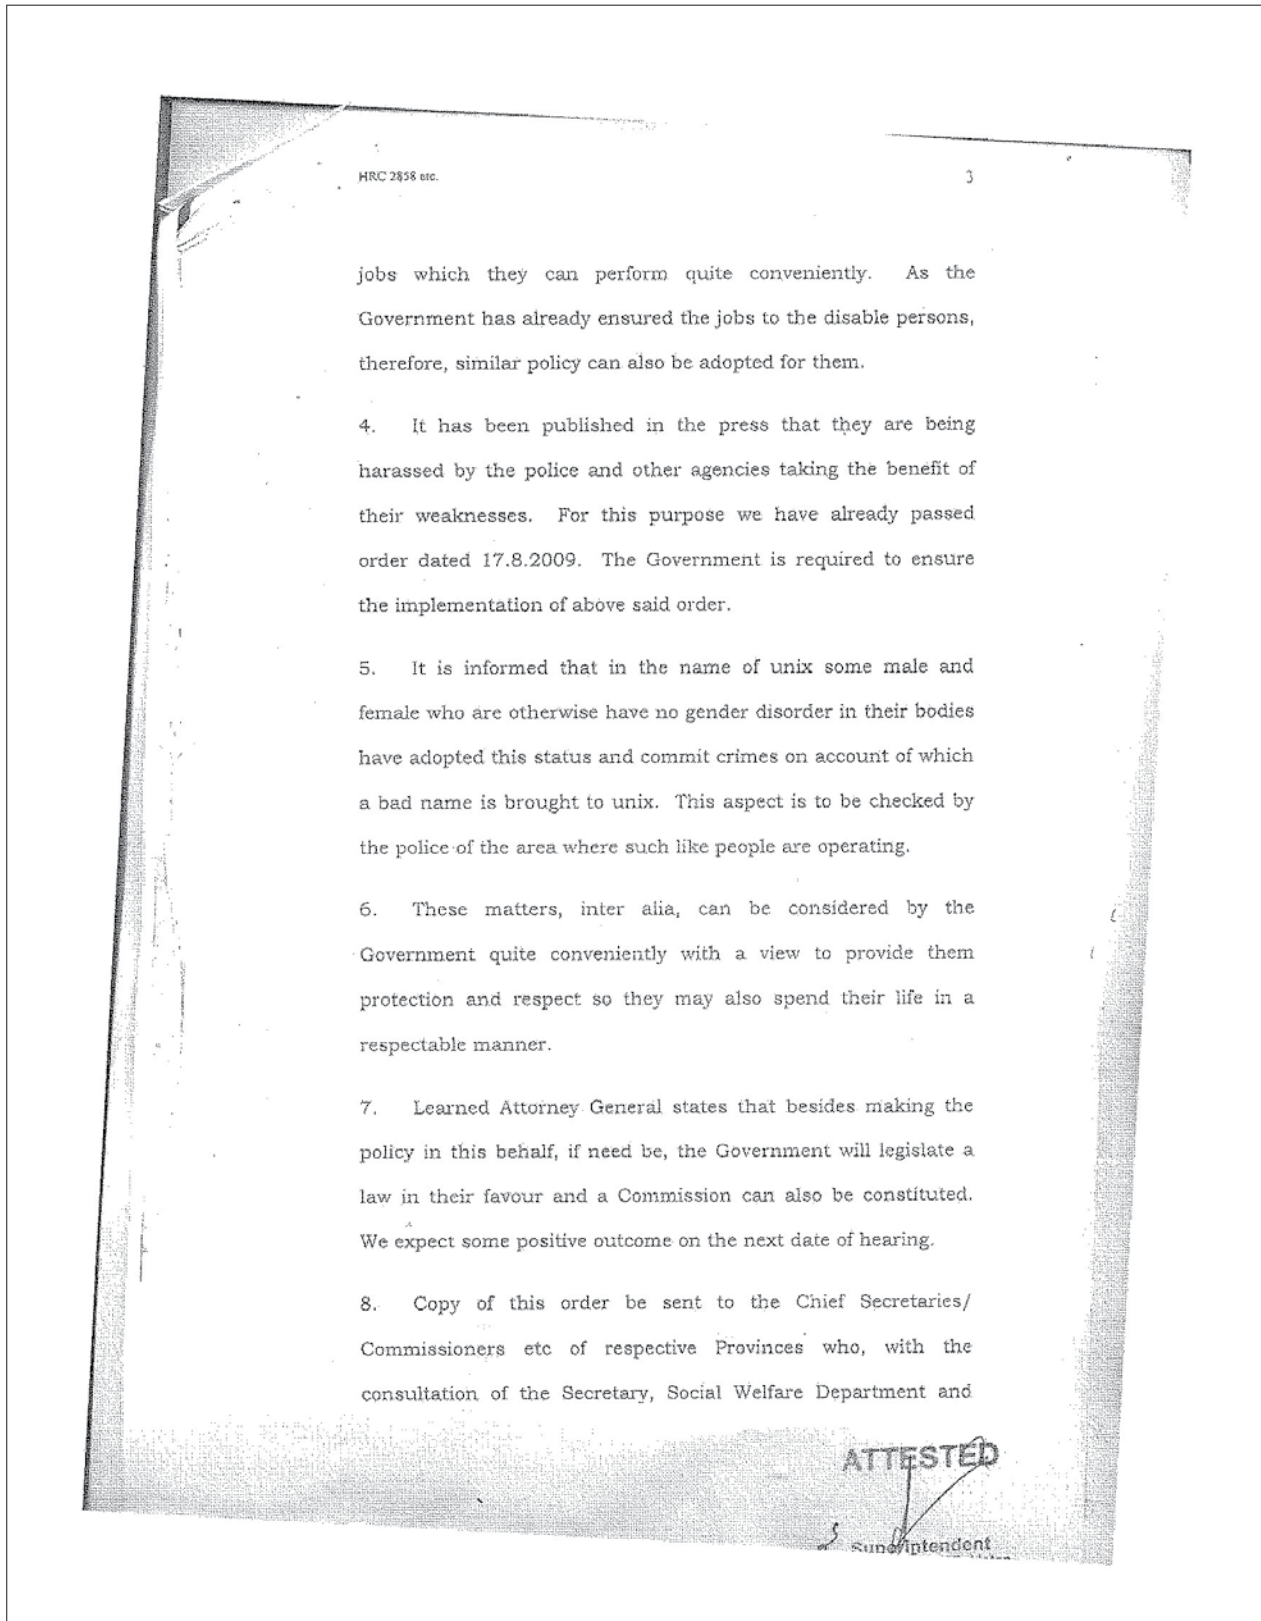 HRC 2858 etc.
3
jobs which they can perform quite conveniently. As the
Government has already ensured the jobs to the disable persons,
therefore, similar policy can also be adopted for them.
4. It has been published in the press that they are being
harassed by the police and other agencies taking the benefit of
their weaknesses. For this purpose we have already passed
order dated 17.8.2009. The Government is required to ensure
the implementation of above said order.
5. It is informed that in the name of unix some male and
female who are otherwise have no gender disorder in their bodies
have adopted this status and commit crimes on account of which
a bad name is brought to unix. This aspect is to be checked by
the police of the area where such like people are operating.
6. These matters, inter alia, can be considered by the
Government quite conveniently with a view to provide them
protection and respect so they may also spend their life in a
respectable manner.
7. Learned Attorney General states that besides making the
policy in this behalf, if need be, the Government will legislate a
law in their favour and a Commission can also be constituted.
We expect some positive outcome on the next date of hearing.
8. Copy of this order be sent to the Chief Secretaries/
Commissioners etc of respective Provinces who, with the
consultation of the Secretary, Social Welfare Department and
ATTESTED
Superintendent